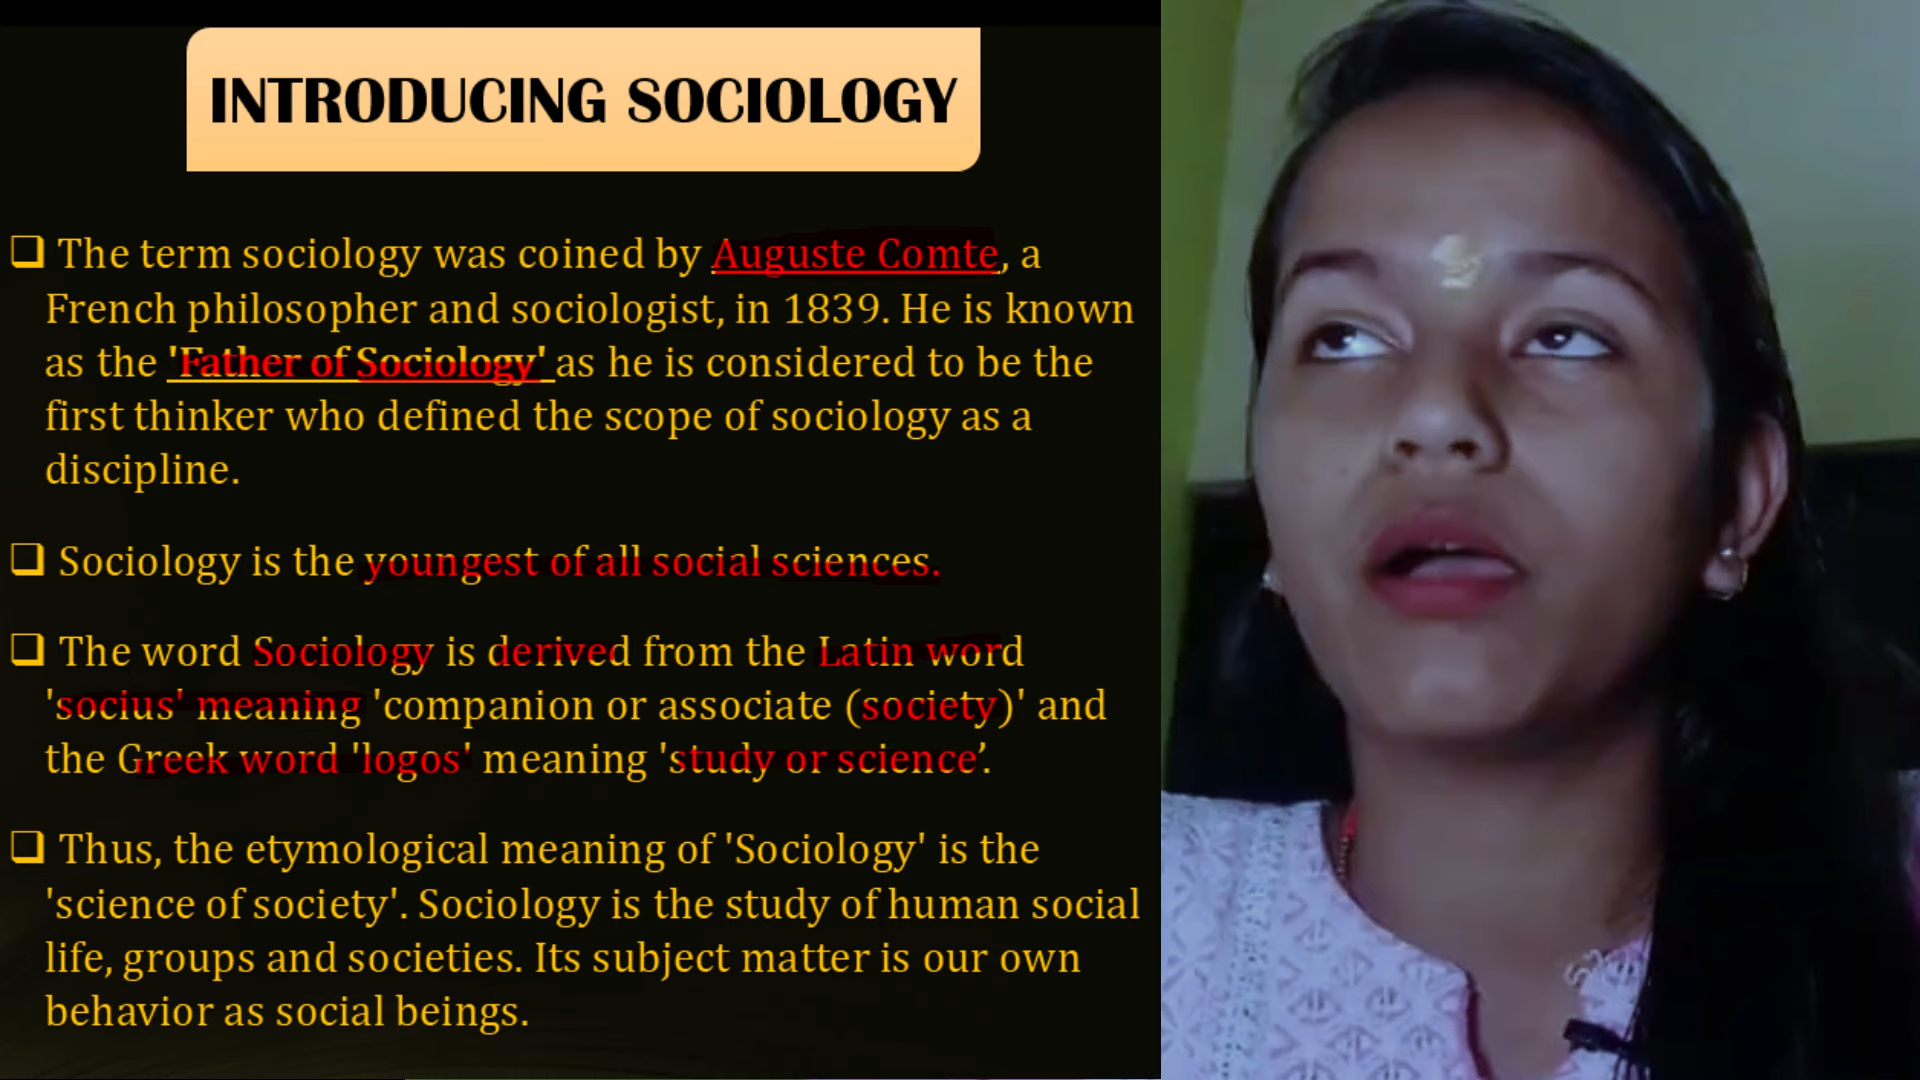 INTRODUCING SOCIOLOGY
❑ The term sociology was coined by Auguste Comte, a
French philosopher and sociologist, in 1839. He is known
as the 'Father of Sociology' as he is considered to be the
first thinker who defined the scope of sociology as a
discipline.
❑ Sociology is the youngest of all social sciences.
❑ The word Sociology is derived from the Latin word
'socius' meaning 'companion or associate (society)' and
the Greek word 'logos' meaning 'study or science’.
❑ Thus, the etymological meaning of 'Sociology' is the
'science of society'. Sociology is the study of human social
life, groups and societies. Its subject matter is our own
behavior as social beings.